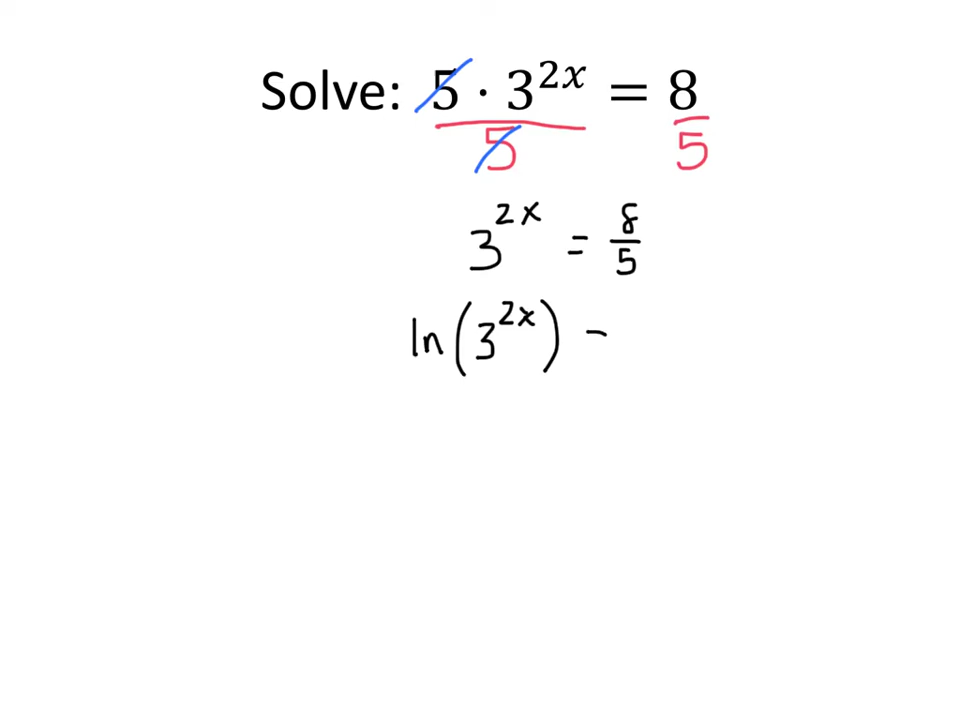 Solve: 5 · 3^{2x} = 8
5 5
3^{2x} = 8/5
ln(3^{2x}) -